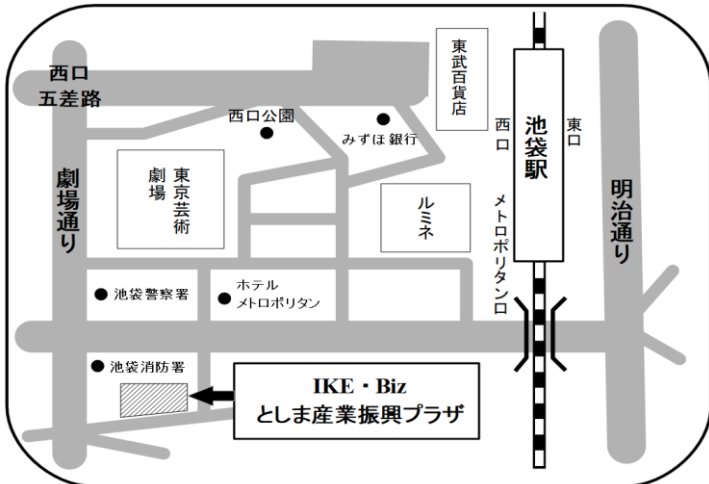 西口
五差路
西口公園
みずほ銀行
東武百貨店
西口
池袋駅
東口
劇場通り
東京芸術
劇場
ルミネ
メトロポリタン口
明治通り
池袋警察署
ホテル
メトロポリタン
池袋消防署
IKE・Biz
としま産業振興プラザ